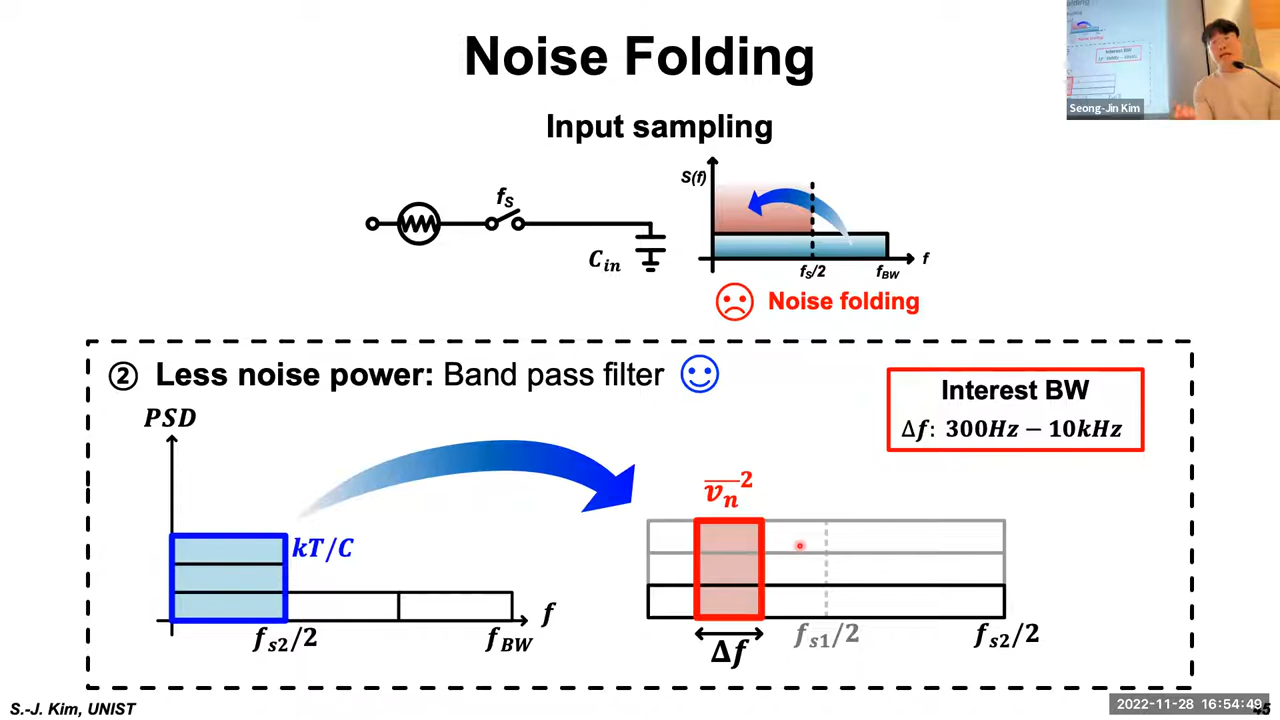 Noise Folding
Input sampling
fS
Cin
S(f)
fS/2
fBW
f
Noise folding
Seong-Jin Kim
Interest BW
Δf: 300Hz − 10kHz
② Less noise power: Band pass filter
PSD
kT/C
fs2/2
fBW
f
vn2
Δf
fs1/2
fs2/2
S.-J. Kim, UNIST
2022-11-28 16:54:49
45